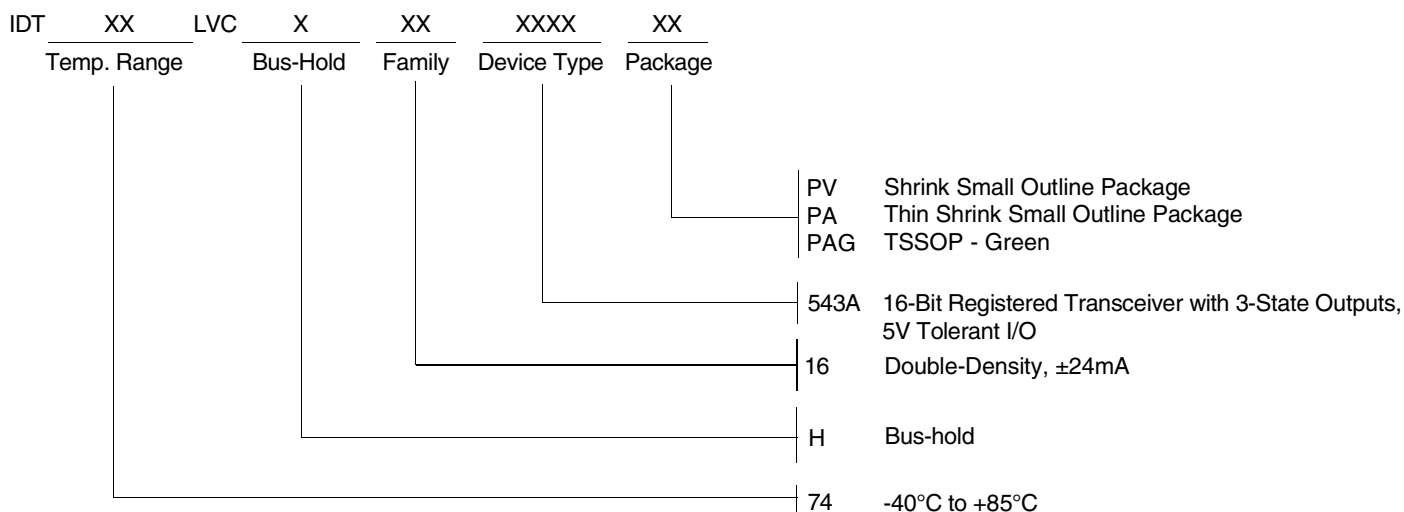 IDT XX LVC X XX XXXX XX
Temp. Range Bus-Hold Family Device Type Package
PV Shrink Small Outline Package
PA Thin Shrink Small Outline Package
PAG TSSOP - Green
543A 16-Bit Registered Transceiver with 3-State Outputs,
5V Tolerant I/O
16 Double-Density, ±24mA
H Bus-hold
74 -40°C to +85°C